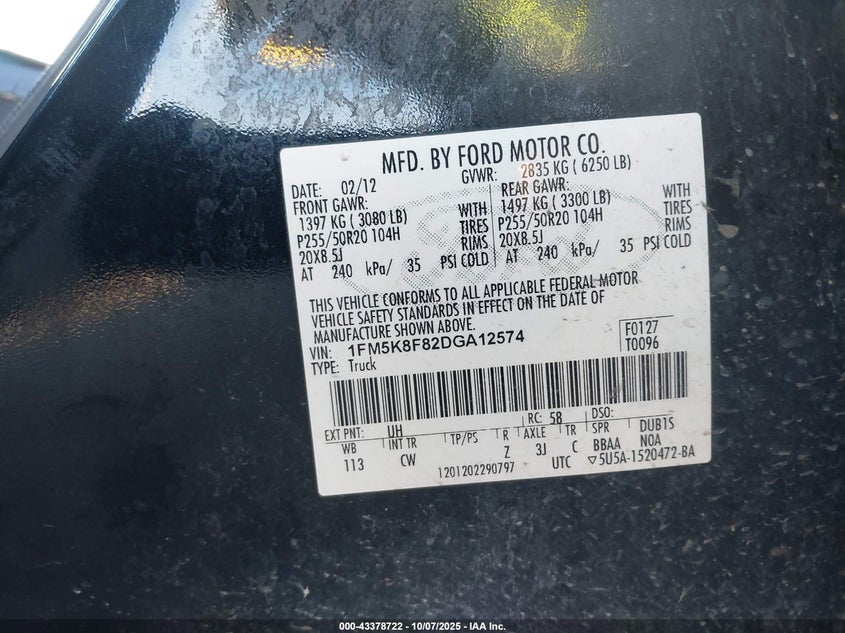 MFD. BY FORD MOTOR CO.
DATE: 02/12 GVWR: 2835 KG ( 6250 LB)
FRONT GAWR: REAR GAWR:
1397 KG ( 3080 LB) WITH 1497 KG ( 3300 LB) WITH
P255/50R20 104H TIRES P255/50R20 104H TIRES
20X8.5J RIMS 20X8.5J RIMS
AT 240 kPa/ 35 PSI COLD AT 240 kPa/ 35 PSI COLD
THIS VEHICLE CONFORMS TO ALL APPLICABLE FEDERAL MOTOR
VEHICLE SAFETY STANDARDS IN EFFECT ON THE DATE OF
MANUFACTURE SHOWN ABOVE.
VIN: 1FM5K8F82DGA12574 F0127
TYPE: Truck T0096
EXT PNT: UH RC: 58 DSO:
WB INT TR TP/PS R AXLE TR SPR DUB1S
113 CW Z 3J C BBAA NOA
1201202290797 UTC ▽5U5A-1520472-BA
000-43378722 - 10/07/2025 - IAA Inc.